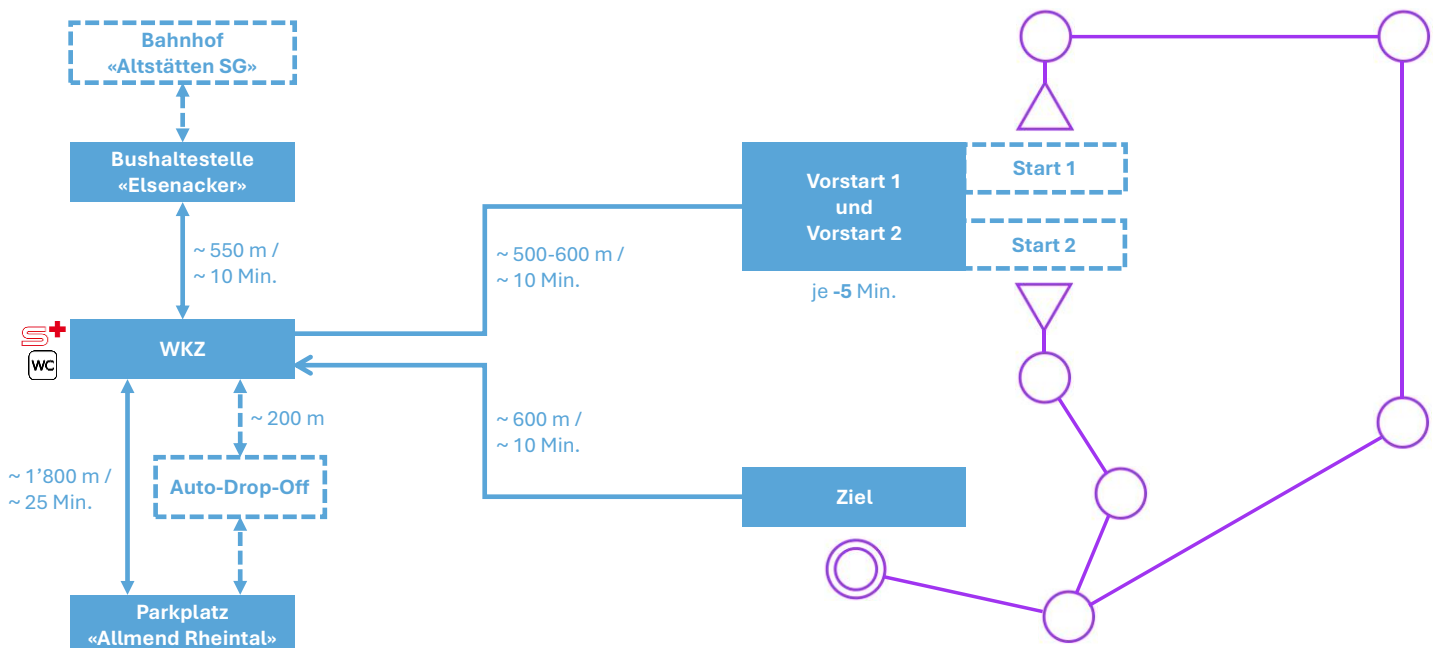 Bahnhof
«Altstätten SG»
Bushaltestelle
«Elsenacker»
~ 550 m /
~ 10 Min.
S+
WC
WKZ
~ 200 m
~ 1’800 m /
~ 25 Min.
Auto-Drop-Off
Parkplatz
«Allmend Rheintal»
~ 500-600 m /
~ 10 Min.
~ 600 m /
~ 10 Min.
Vorstart 1
und
Vorstart 2
je -5 Min.
Start 1
Start 2
Ziel